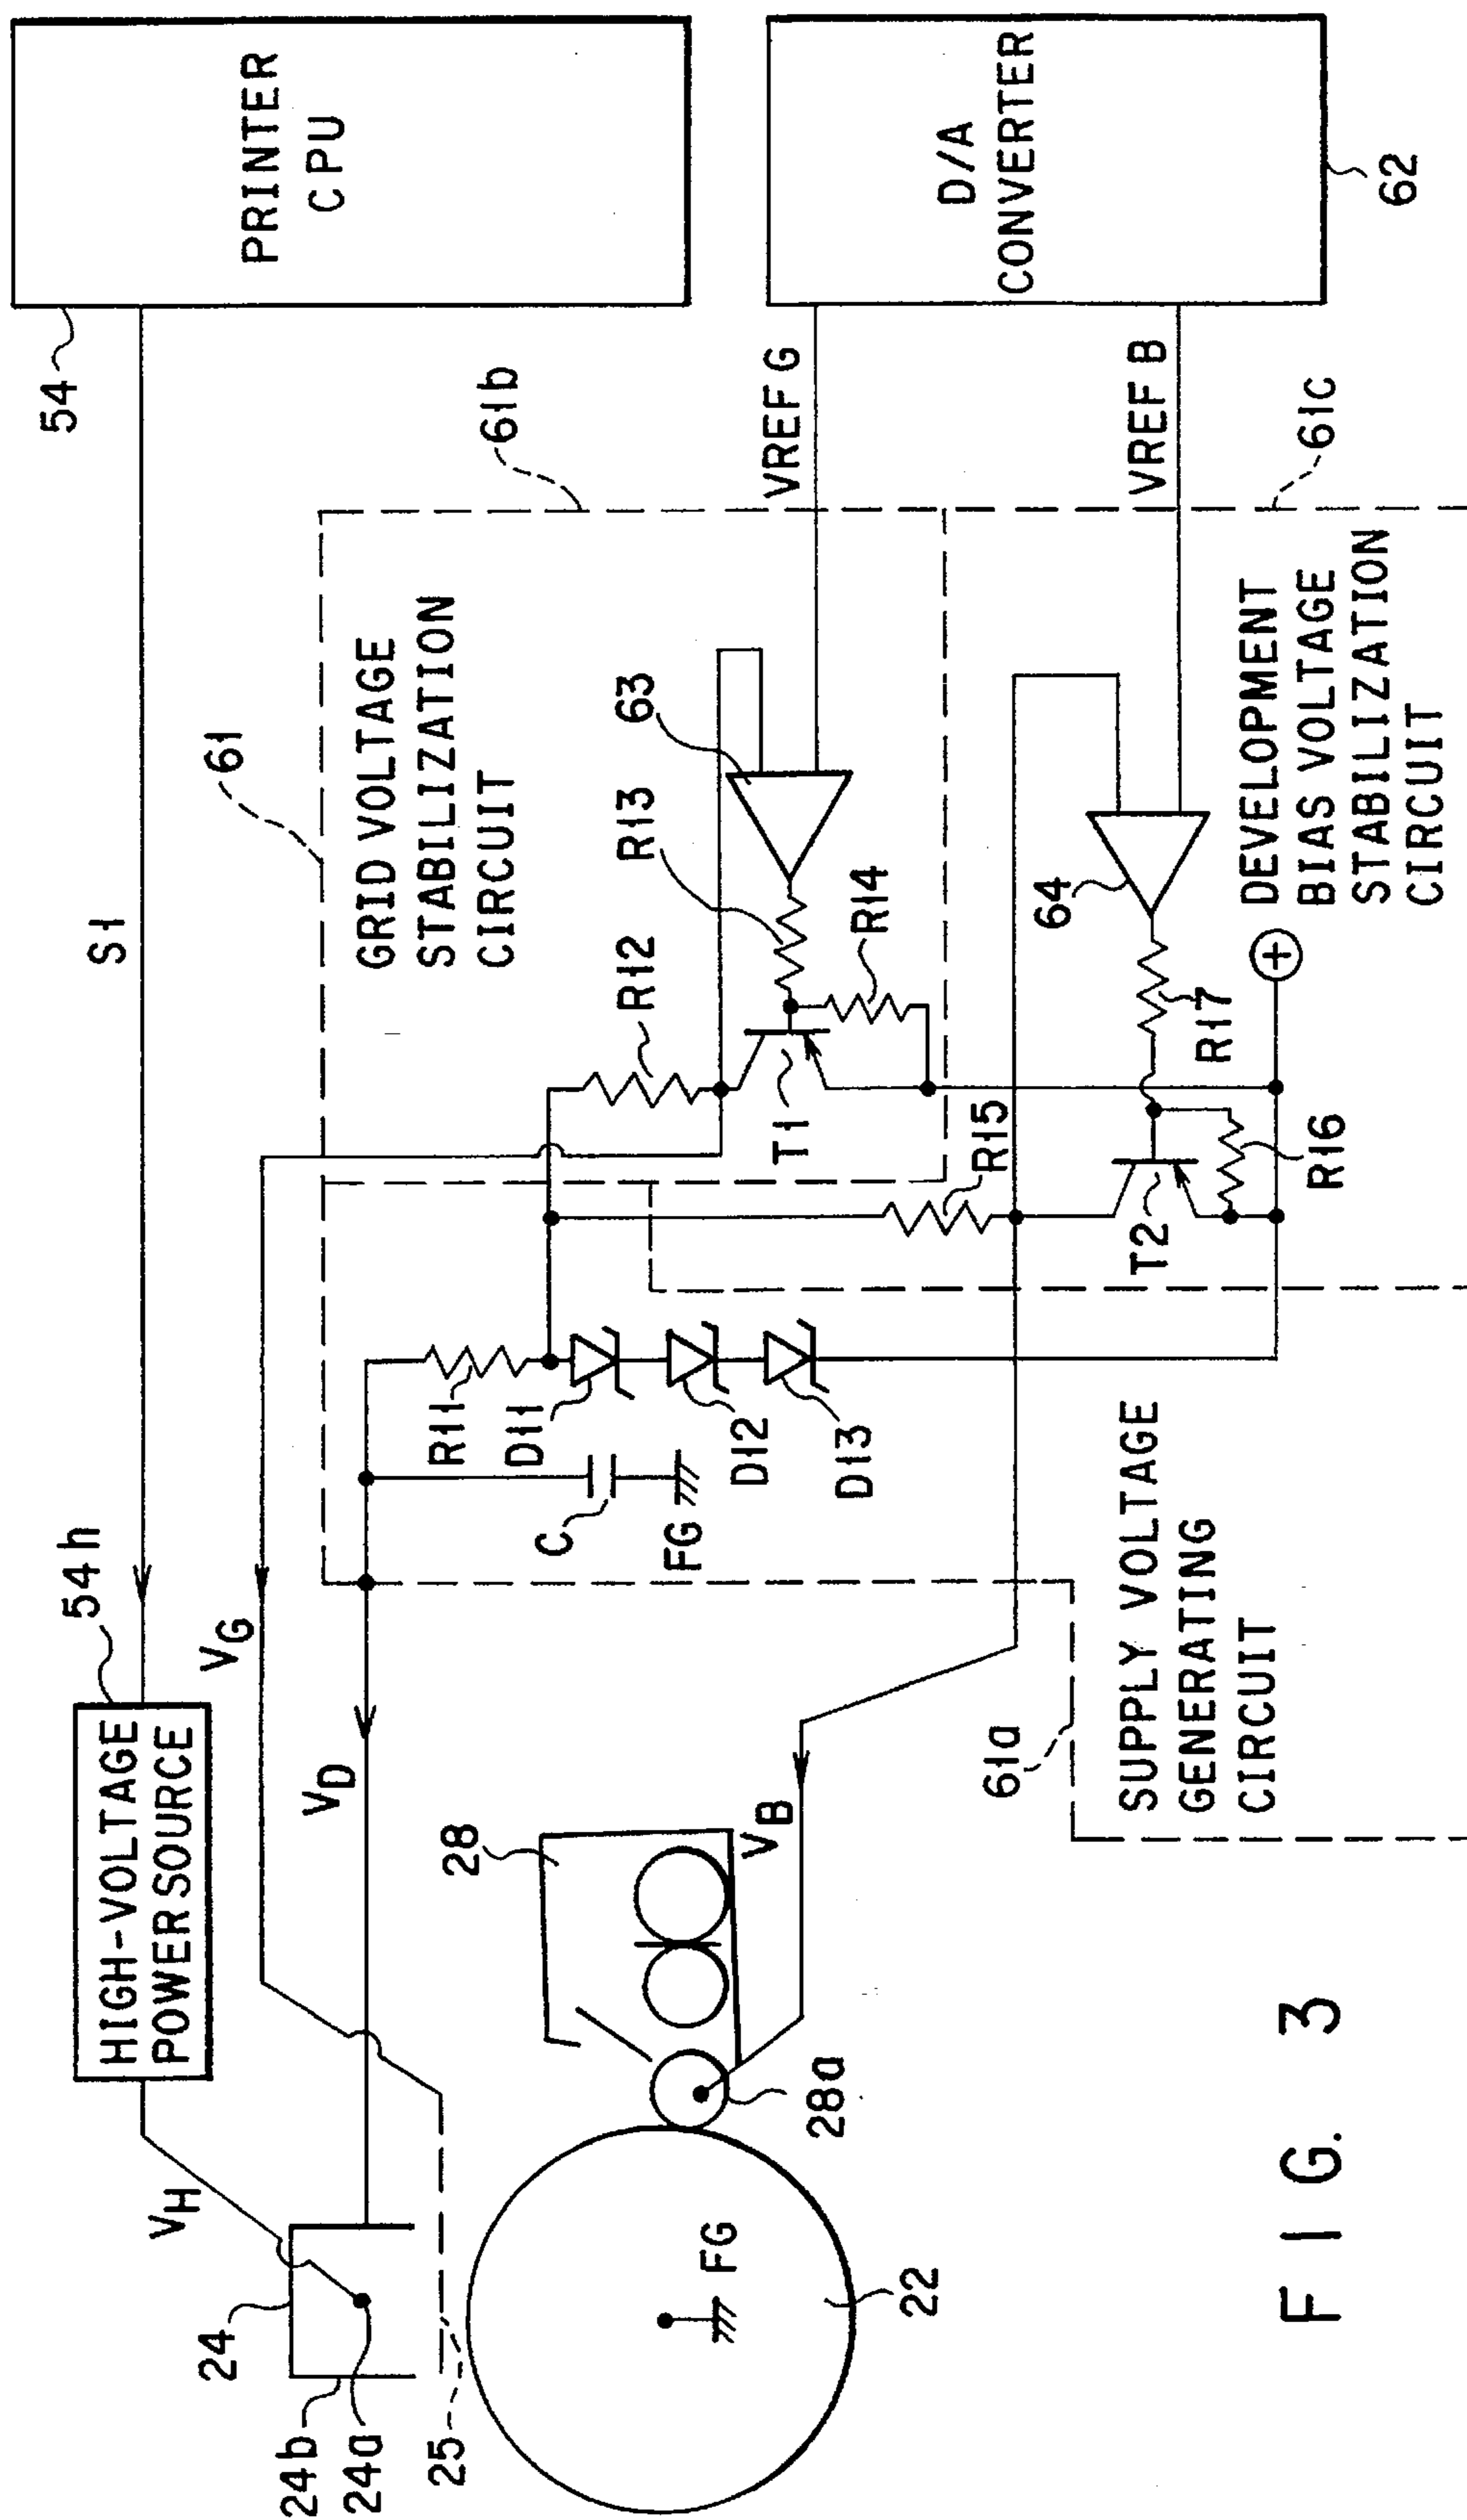 54
PRINTER
CPU
S1
54h
HIGH-VOLTAGE
POWER SOURCE
VH
VG
VD
61
61b
GRID VOLTAGE
STABILIZATION
CIRCUIT
63
R13
R12
R14
T1
VREF G
D/A
CONVERTER
62
VREF B
61c
DEVELOPMENT
BIAS VOLTAGE
STABILIZATION
CIRCUIT
64
R17
R15
R16
T2
+
R11
D11
D12
D13
C
FG
61a
SUPPLY VOLTAGE
GENERATING
CIRCUIT
VB
28
28a
24
24b
24a
25
FG
22
FIG. 3